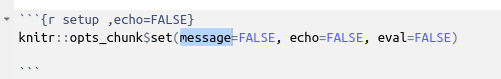 ```{r setup ,echo=FALSE}
knitr::opts_chunk$set(message=FALSE, echo=FALSE, eval=FALSE)
```